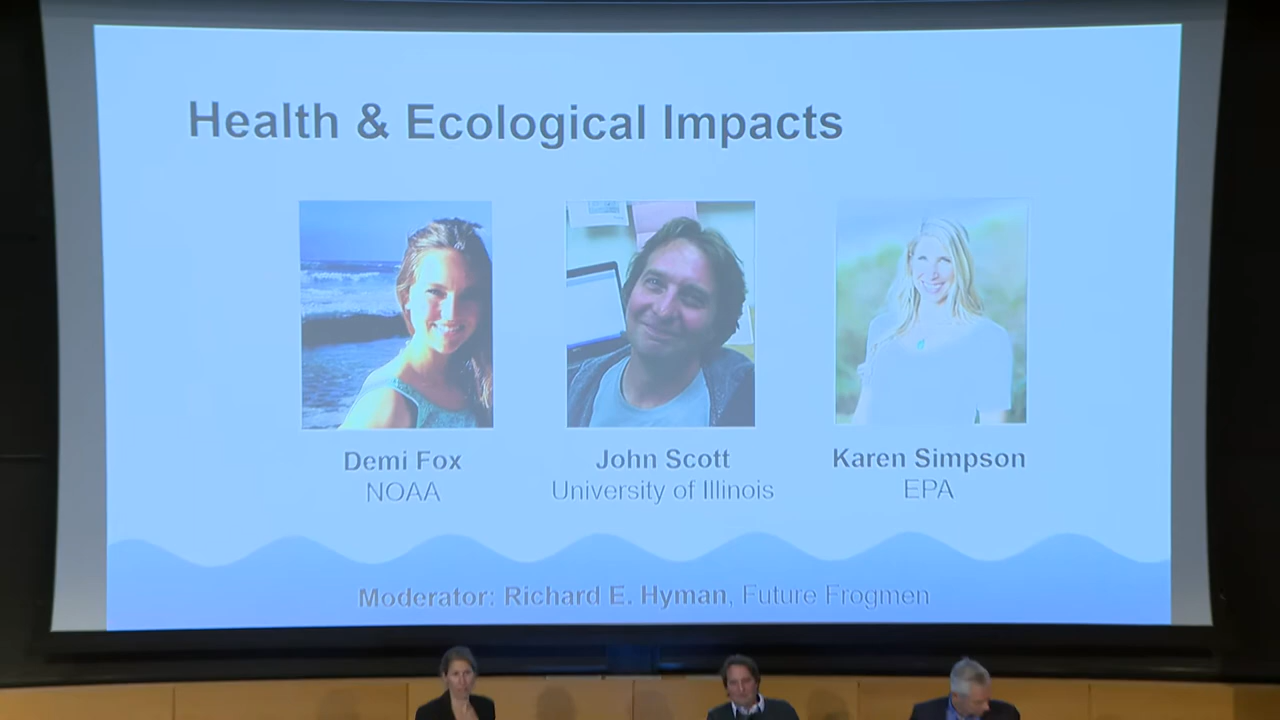 Health & Ecological Impacts
Demi Fox
NOAA
John Scott
University of Illinois
Karen Simpson
EPA
Moderator: Richard E. Hyman, Future Frogmen